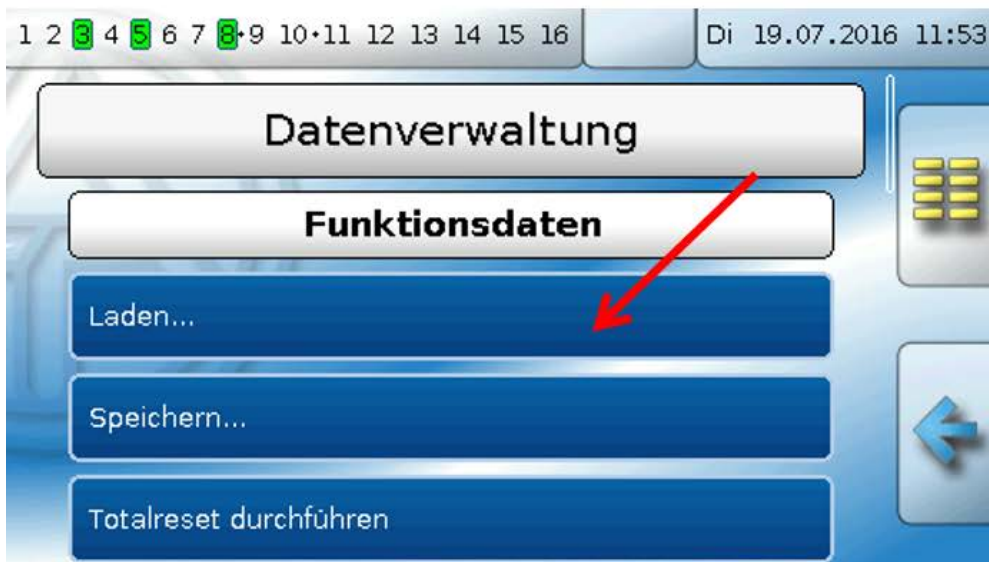 1 2 3 4 5 6 7 8•9 10•11 12 13 14 15 16 Di 19.07.2016 11:53
Datenverwaltung
Funktionsdaten
Laden...
Speichern...
Totalreset durchführen